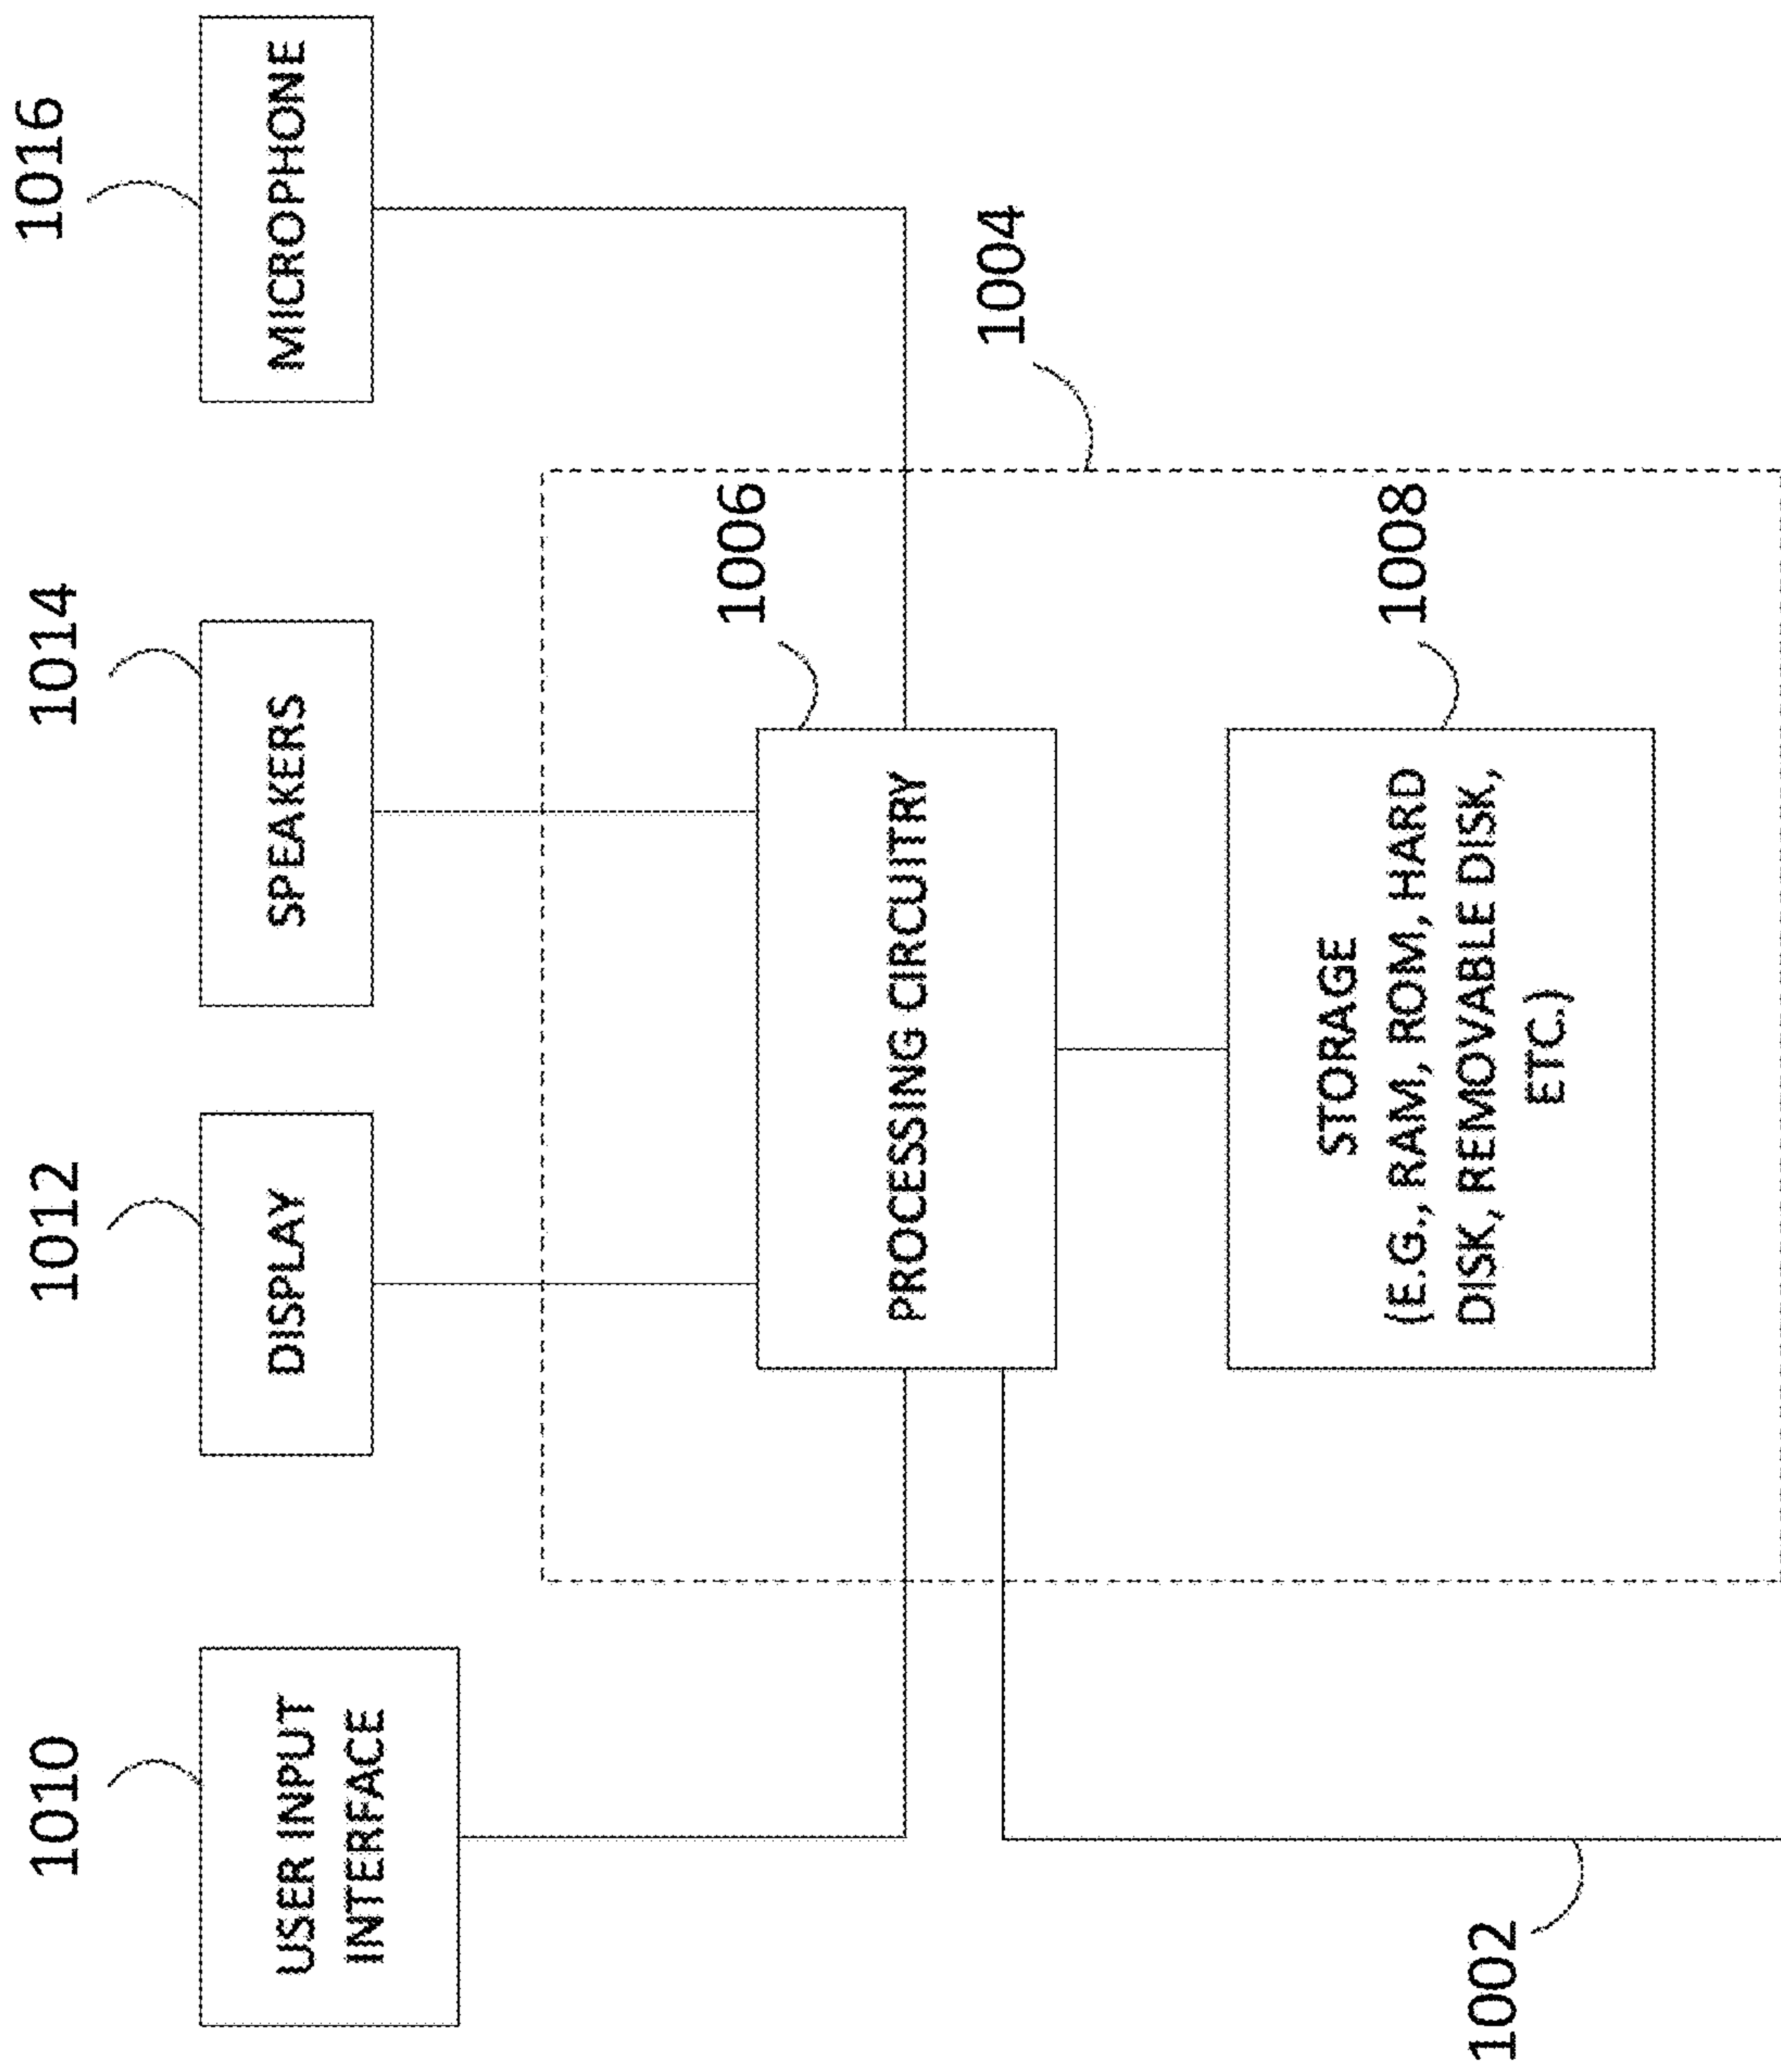 1010
1012
1014
1016
USER INPUT
INTERFACE
DISPLAY
SPEAKERS
MICROPHONE
1004
1006
PROCESSING CIRCUITRY
1008
STORAGE
(E.G., RAM, ROM, HARD
DISK, REMOVABLE DISK,
ETC.)
1002